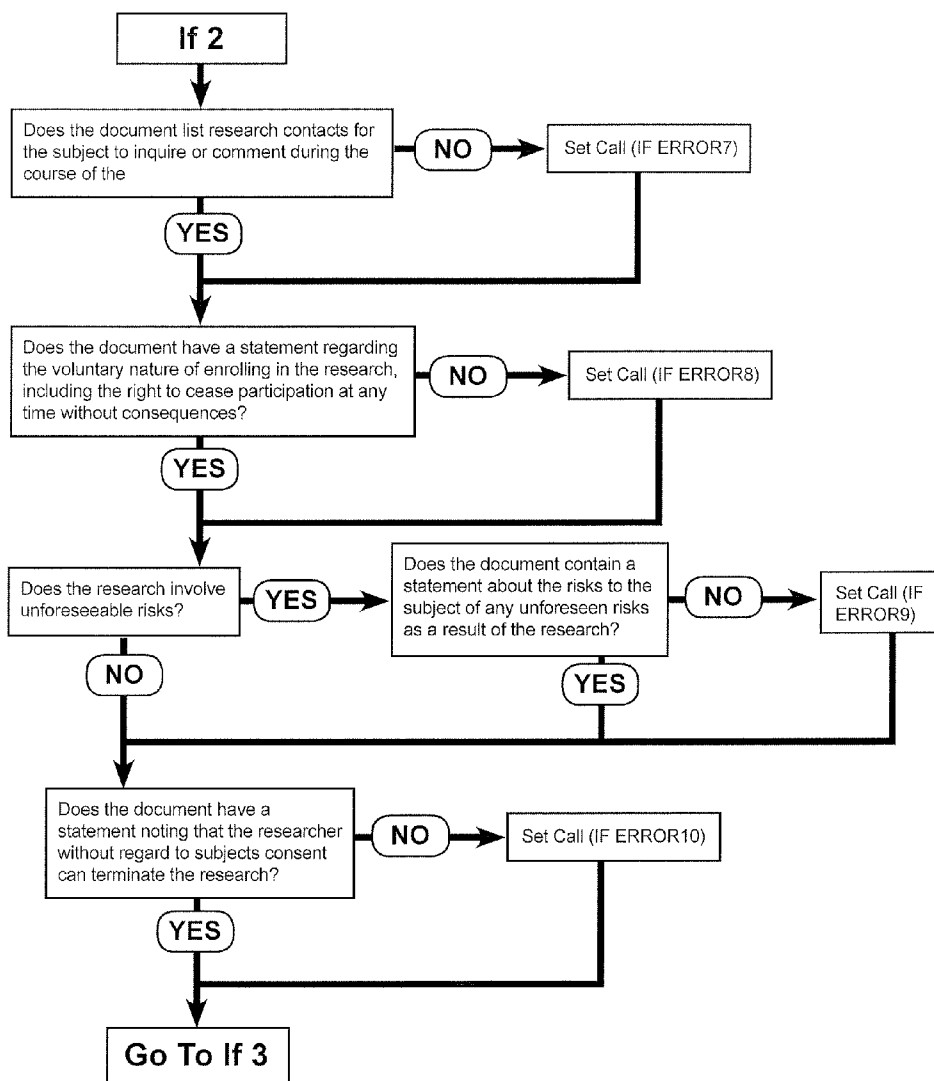 If 2
Does the document list research contacts for
the subject to inquire or comment during the
course of the
NO
Set Call (IF ERROR7)
YES
Does the document have a statement regarding
the voluntary nature of enrolling in the research,
including the right to cease participation at any
time without consequences?
NO
Set Call (IF ERROR8)
YES
Does the research involve
unforeseeable risks?
YES
Does the document contain a
statement about the risks to the
subject of any unforeseen risks
as a result of the research?
NO
Set Call (IF
ERROR9)
NO
YES
Does the document have a
statement noting that the researcher
without regard to subjects consent
can terminate the research?
NO
Set Call (IF ERROR10)
YES
Go To If 3